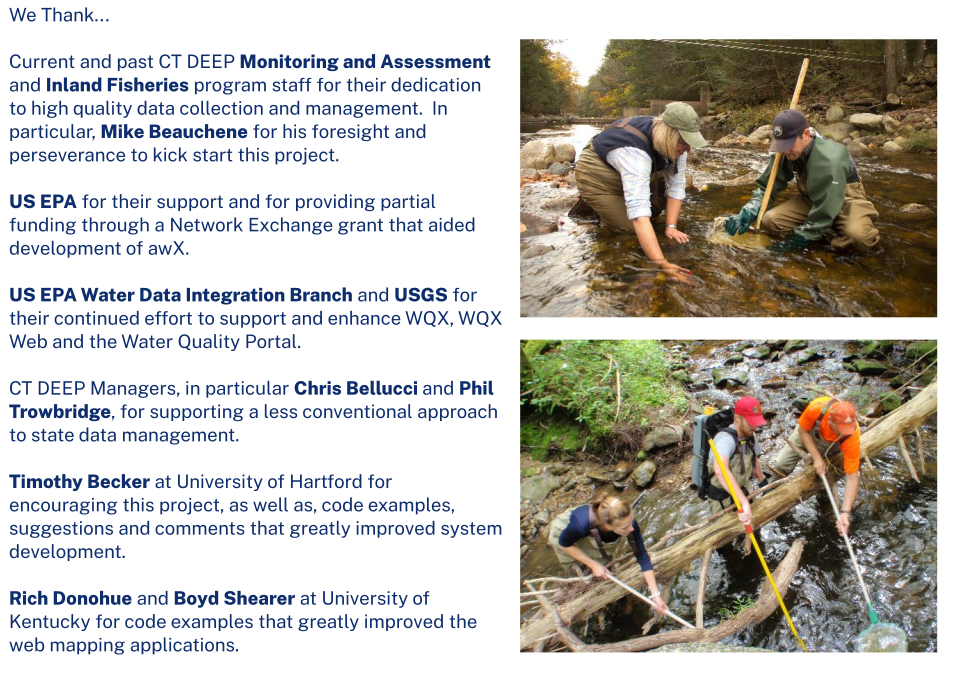 We Thank...
Current and past CT DEEP Monitoring and Assessment
and Inland Fisheries program staff for their dedication
to high quality data collection and management.  In
particular, Mike Beauchene for his foresight and
perseverance to kick start this project.
US EPA for their support and for providing partial
funding through a Network Exchange grant that aided
development of awX.
US EPA Water Data Integration Branch and USGS for
their continued effort to support and enhance WQX, WQX
Web and the Water Quality Portal.
CT DEEP Managers, in particular Chris Bellucci and Phil
Trowbridge, for supporting a less conventional approach
to state data management.
Timothy Becker at University of Hartford for
encouraging this project, as well as, code examples,
suggestions and comments that greatly improved system
development.
Rich Donohue and Boyd Shearer at University of
Kentucky for code examples that greatly improved the
web mapping applications.